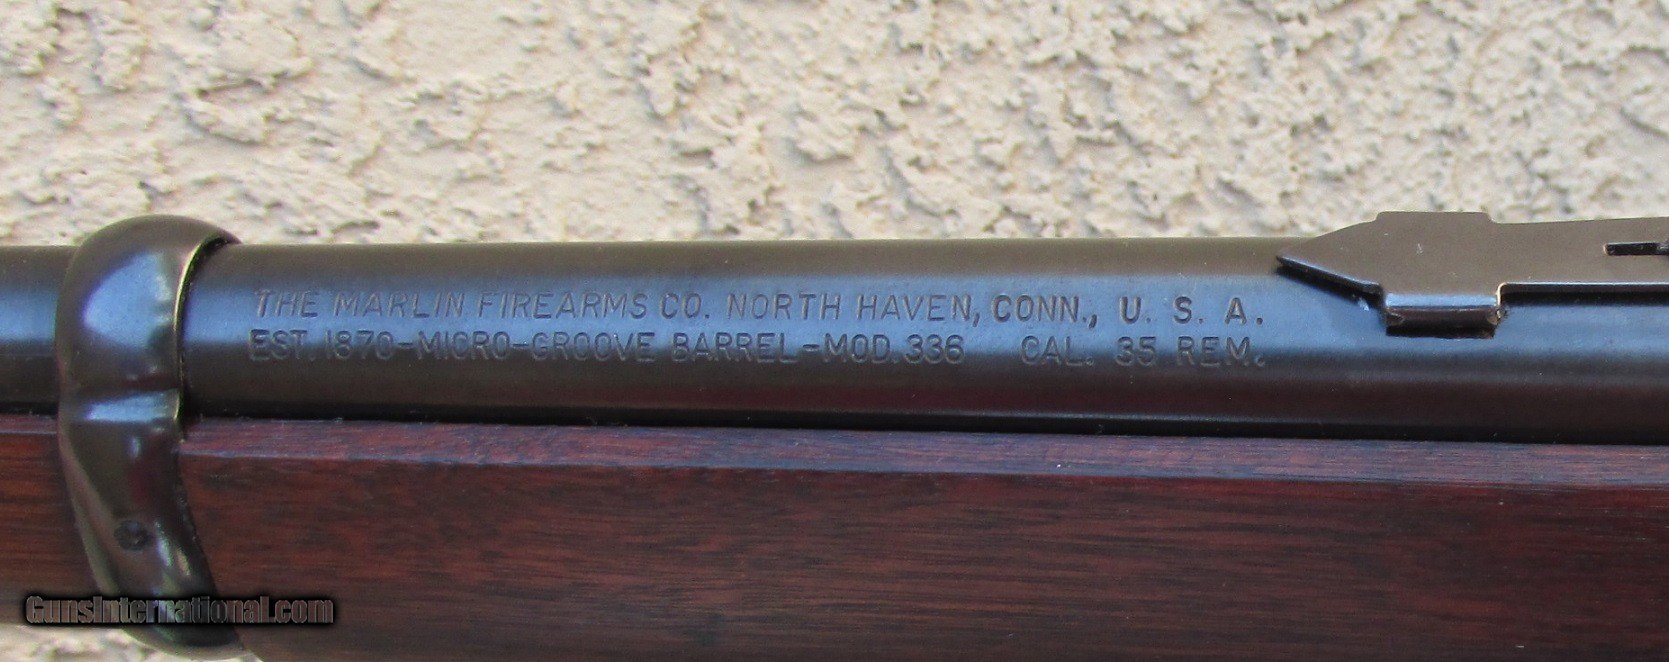 THE MARLIN FIREARMS CO. NORTH HAVEN, CONN., U. S. A.
EST. 1870-MICRO-GROOVE BARREL-MOD. 336 CAL. 35 REM.
GunsInternational.com